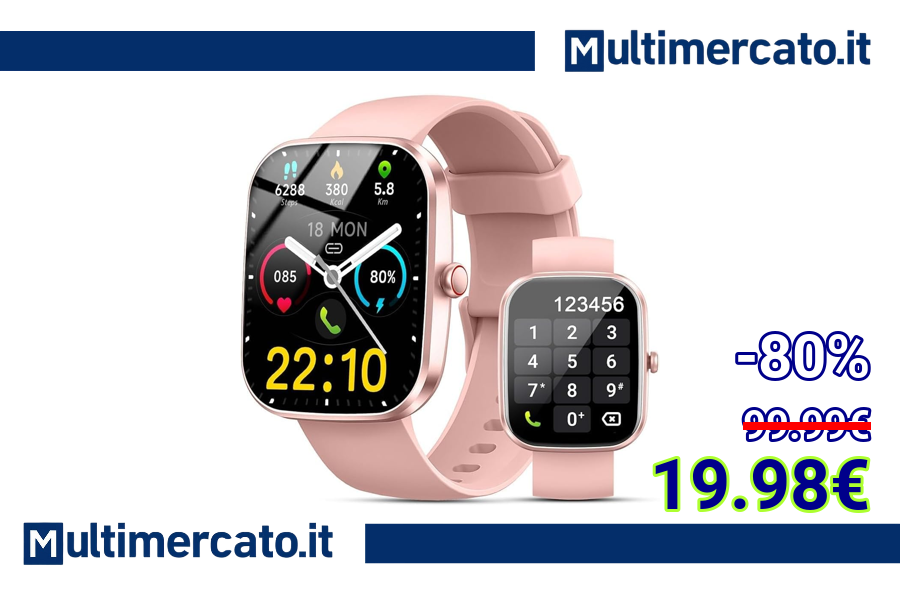 Multimercato.it
6288
Steps
380
Kcal
5.8
Km
18 MON
085
80%
22:10
123456
1 2 3
4 5 6
7* 8 9#
0+
-80%
99.99€
19.98€
Multimercato.it